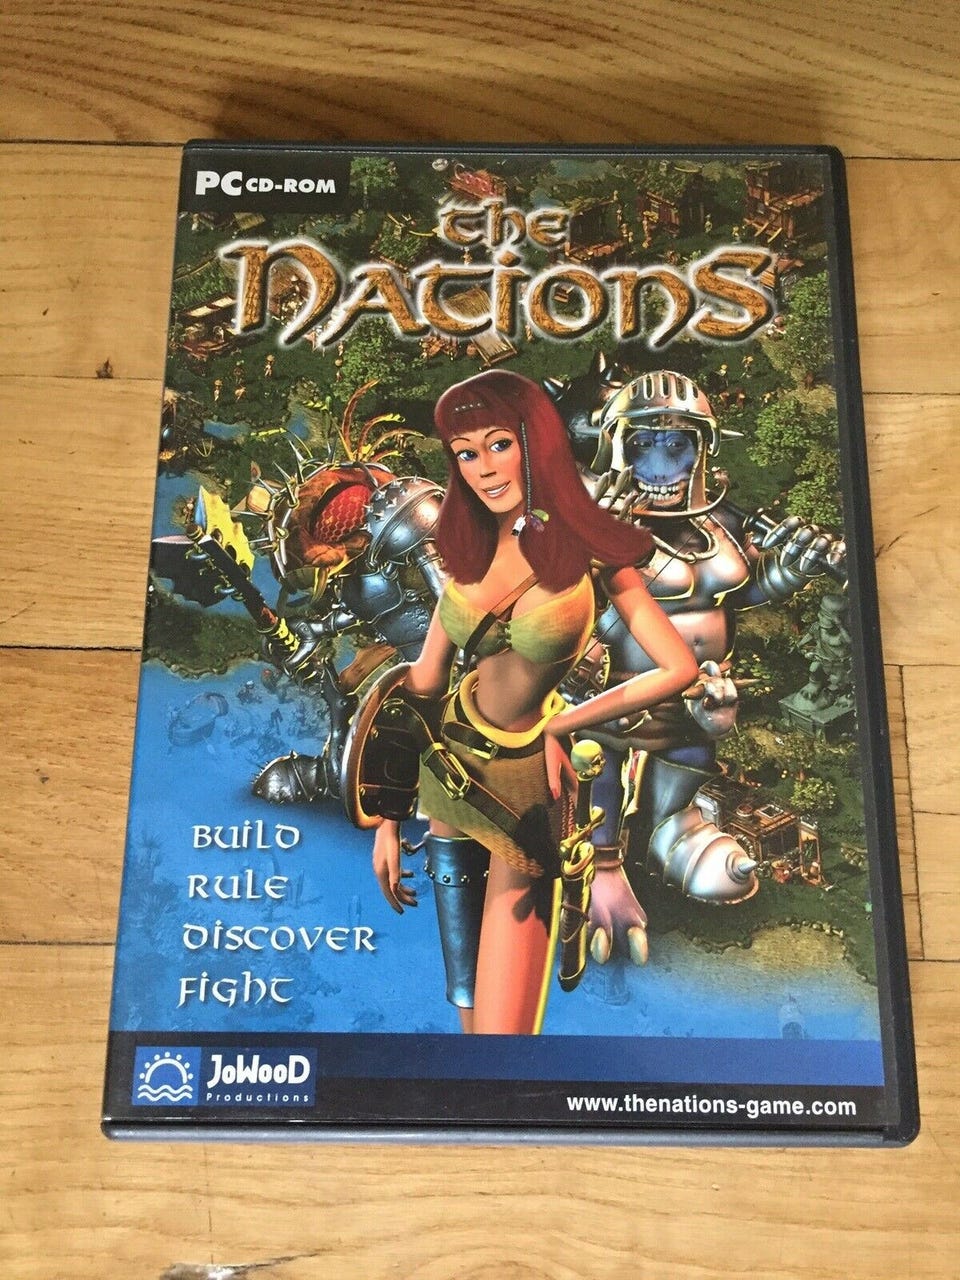 PC CD-ROM
the
Nations
Build
Rule
Discover
Fight
JoWooD
Productions
www.thenations-game.com